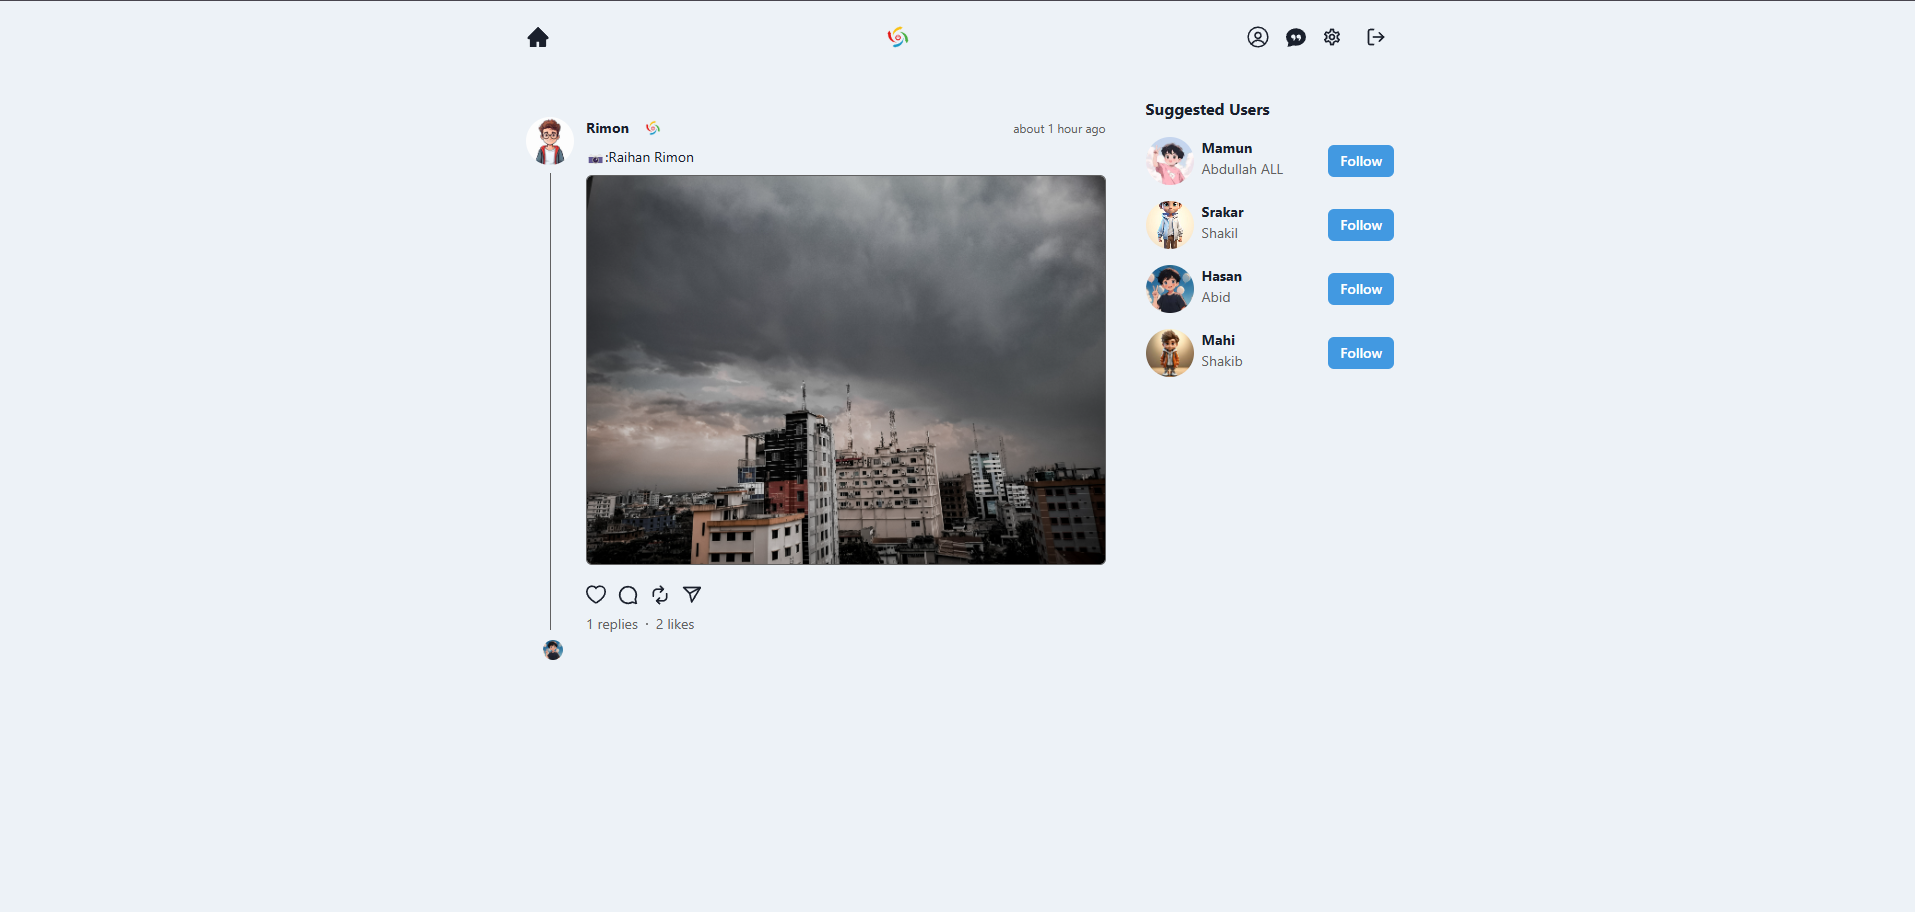 Rimon
about 1 hour ago
📷:Raihan Rimon
1 replies · 2 likes
Suggested Users
Mamun
Abdullah ALL
Follow
Srakar
Shakil
Follow
Hasan
Abid
Follow
Mahi
Shakib
Follow